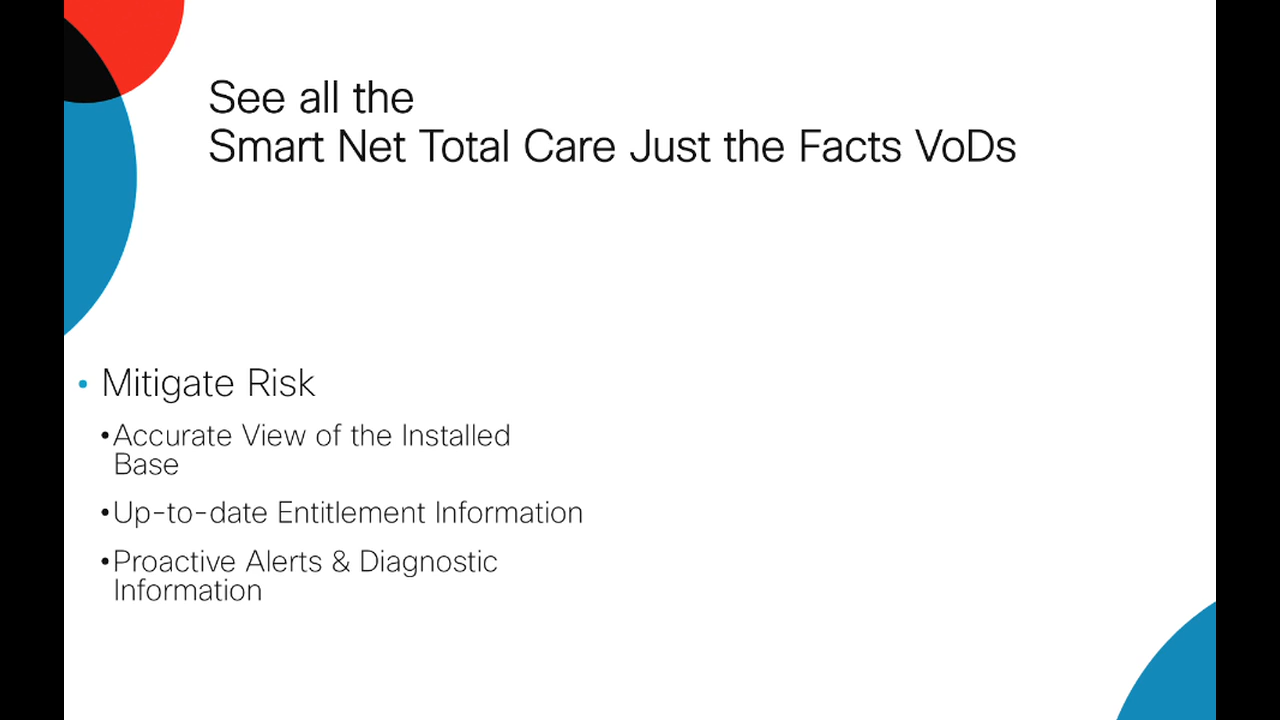 See all the
Smart Net Total Care Just the Facts VoDs
• Mitigate Risk
•Accurate View of the Installed
Base
•Up-to-date Entitlement Information
•Proactive Alerts & Diagnostic
Information